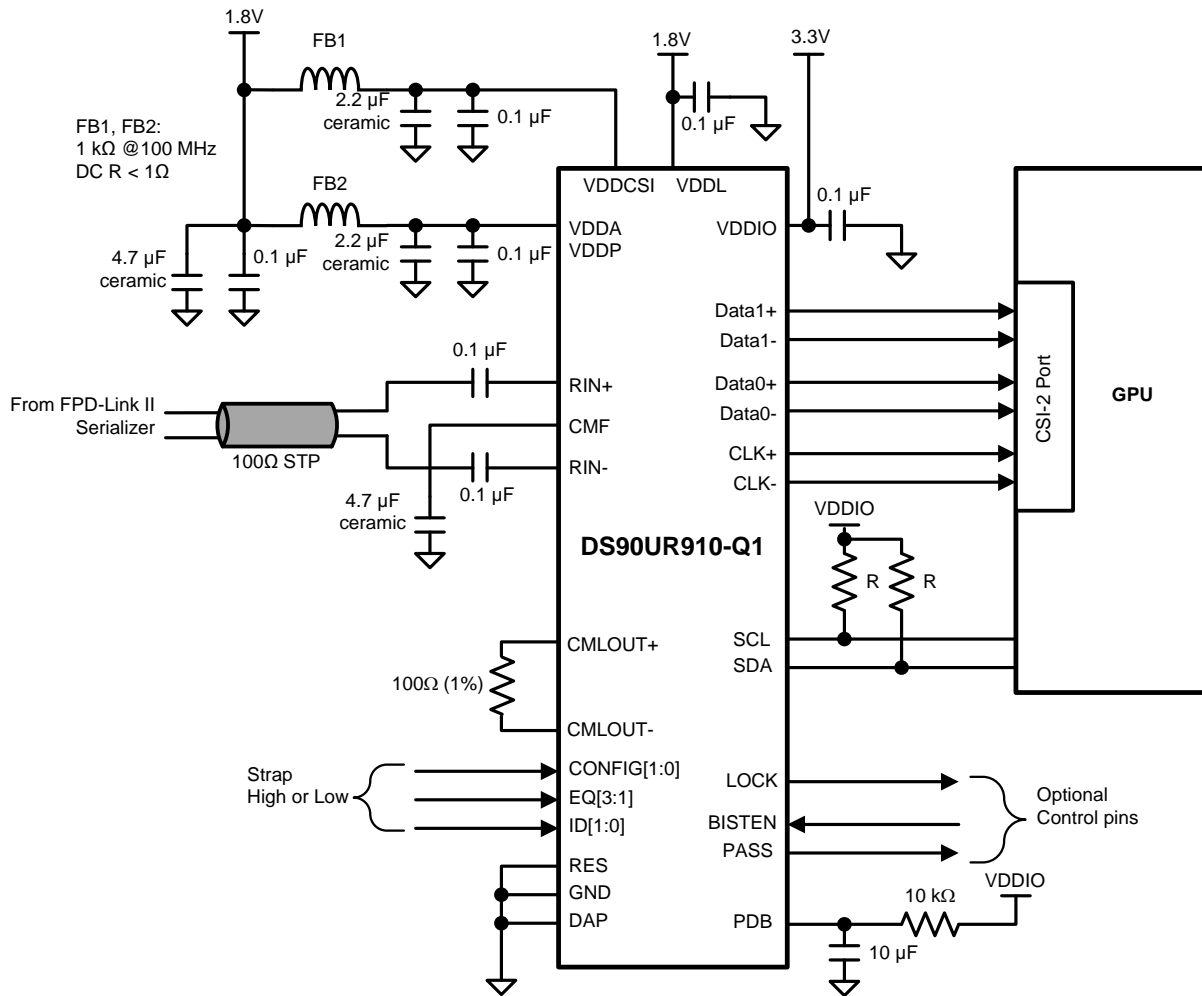 1.8V
FB1
2.2 µF
ceramic
0.1 µF
FB1, FB2:
1 kΩ @100 MHz
DC R < 1Ω
FB2
2.2 µF
ceramic
0.1 µF
4.7 µF
ceramic
0.1 µF
1.8V
0.1 µF
3.3V
0.1 µF
VDDCSI
VDDL
VDDA
VDDP
VDDIO
From FPD-Link II
Serializer
100Ω STP
0.1 µF
0.1 µF
4.7 µF
ceramic
RIN+
CMF
RIN-
Data1+
Data1-
Data0+
Data0-
CLK+
CLK-
CSI-2 Port
GPU
DS90UR910-Q1
VDDIO
R
R
SCL
SDA
CMLOUT+
100Ω (1%)
CMLOUT-
Strap
High or Low
CONFIG[1:0]
EQ[3:1]
ID[1:0]
LOCK
BISTEN
PASS
Optional
Control pins
RES
GND
DAP
PDB
10 kΩ
VDDIO
10 µF